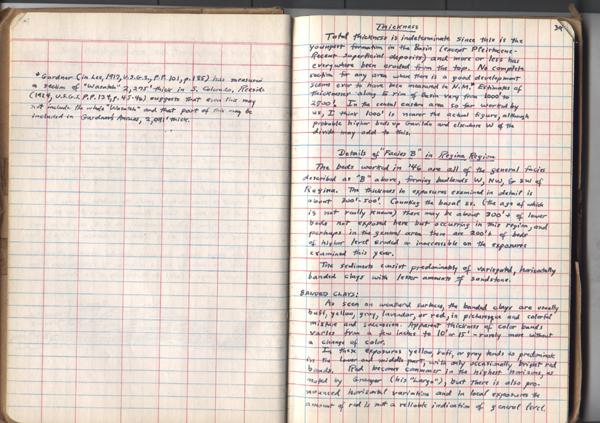 * Gardner (in Lee, 1917, U.S.G.S., P.P. 101, p. 185) has measured
a section of "Wasatch" 2,295' thick in S. Colorado, Reeside
(1924, U.S.G.S., P.P. 134, p. 45-46) suggests that even this may
not include the whole "Wasatch" and that part of this may be
included in Gardner's Animas, 2,091' thick.
39
Thickness
Total thickness is indeterminate since this is the
youngest formation in the Basin (except Pleistocene-
Recent superficial deposits) and more or less has
everywhere been eroded from the top. No complete
section for any area where there is a good development
seems ever to have been measured in N.M.* Estimates of
thickness along E rim of Basin vary from 1000' to
2500'. In the central eastern area so far worked by
us, I think 1000' is nearer the actual figure, although
probable higher beds up Gavilan and elsewhere W of the
divide may add to this.
Details of "Facies B" in Regina Region
The beds worked in '46 are all of the general facies
described as "B" above, forming badlands W, NW, & SW of
Regina. The thickness in exposures examined in detail is
about 300'-500'. Counting the basal ss. (the age of which
is not really known) there may be about 300'± of lower
beds not exposed here but occurring in this region, and
perhaps in the general area there are 200'± of beds
of higher level eroded or inaccessible in the exposures
examined this year.
The sediments consist predominately of variegated, horizontally
banded clays with lesser amounts of sandstone.
BANDED CLAYS:
As seen on weathered surfaces, the banded clays are usually
buff, yellow, gray, lavender, or red, in picturesque and colorful
mixture and succession. Apparent thickness of color bands
varies from a few inches to 10' or 15' - rarely more without
a change of color.
In these exposures yellow, buff, or gray tends to predominate
in the lower and middle part, with only occasionally bright red
bands. Red becomes commoner in the highest horizons, as
noted by Granger (his "Largo"), but there is also pro-
nounced horizontal variation and in local exposures the
amount of red is not a reliable indication of general level.